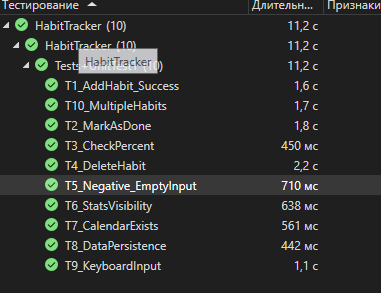 Тестирование Длительн... Признаки
HabitTracker (10) 11,2 с
HabitTracker (10) 11,2 с
HabitTracker
11,2 с
T1_AddHabit_Success 1,6 с
T10_MultipleHabits 1,7 с
T2_MarkAsDone 1,8 с
T3_CheckPercent 450 мс
T4_DeleteHabit 2,2 с
T5_Negative_EmptyInput 710 мс
T6_StatsVisibility 638 мс
T7_CalendarExists 561 мс
T8_DataPersistence 442 мс
T9_KeyboardInput 1,1 с